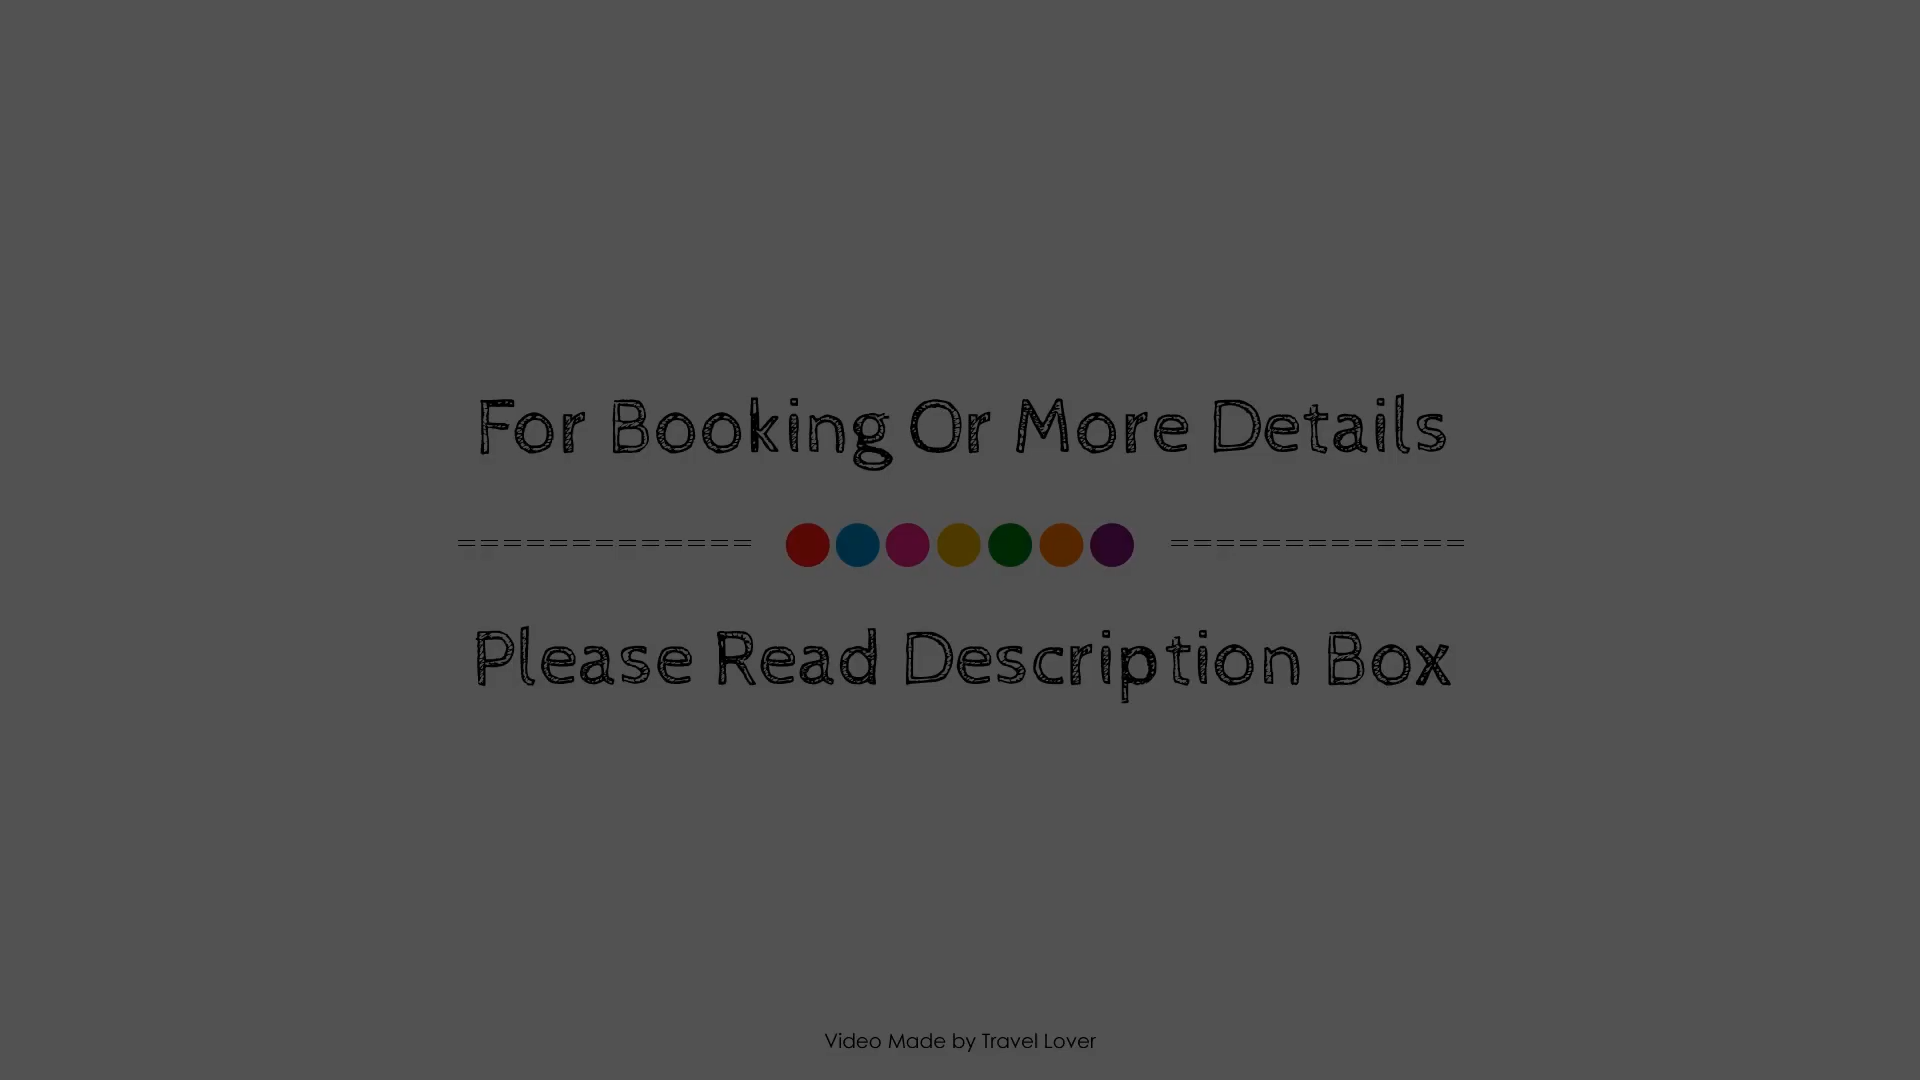 For Booking Or More Details
============= =============
Please Read Description Box
Video Made by Travel Lover